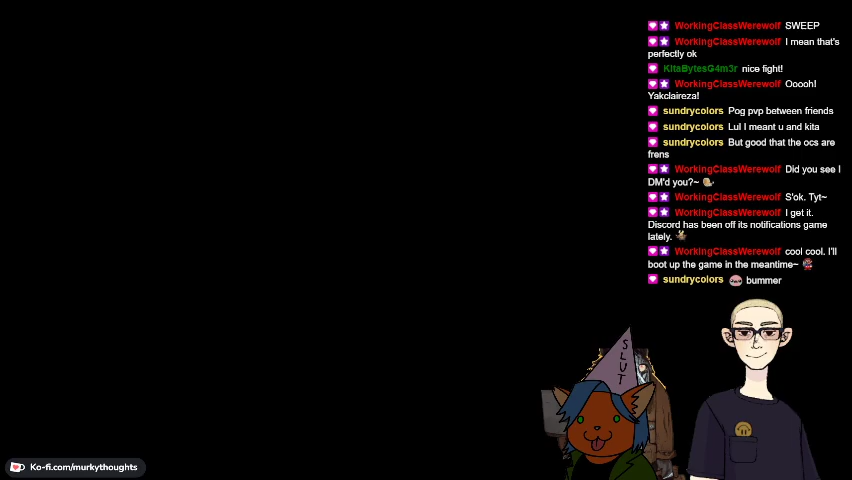 WorkingClassWerewolf SWEEP
WorkingClassWerewolf I mean that's
perfectly ok
KitaBytesG4m3r nice fight!
WorkingClassWerewolf Ooooh!
Yakclaireza!
sundrycolors Pog pvp between friends
sundrycolors Lul I meant u and kita
sundrycolors But good that the ocs are
frens
WorkingClassWerewolf Did you see I
DM'd you?~
WorkingClassWerewolf S'ok. Tyt~
WorkingClassWerewolf I get it.
Discord has been off its notifications game
lately.
WorkingClassWerewolf cool cool. I'll
boot up the game in the meantime~
sundrycolors bummer
SLUT
Ko-fi.com/murkythoughts